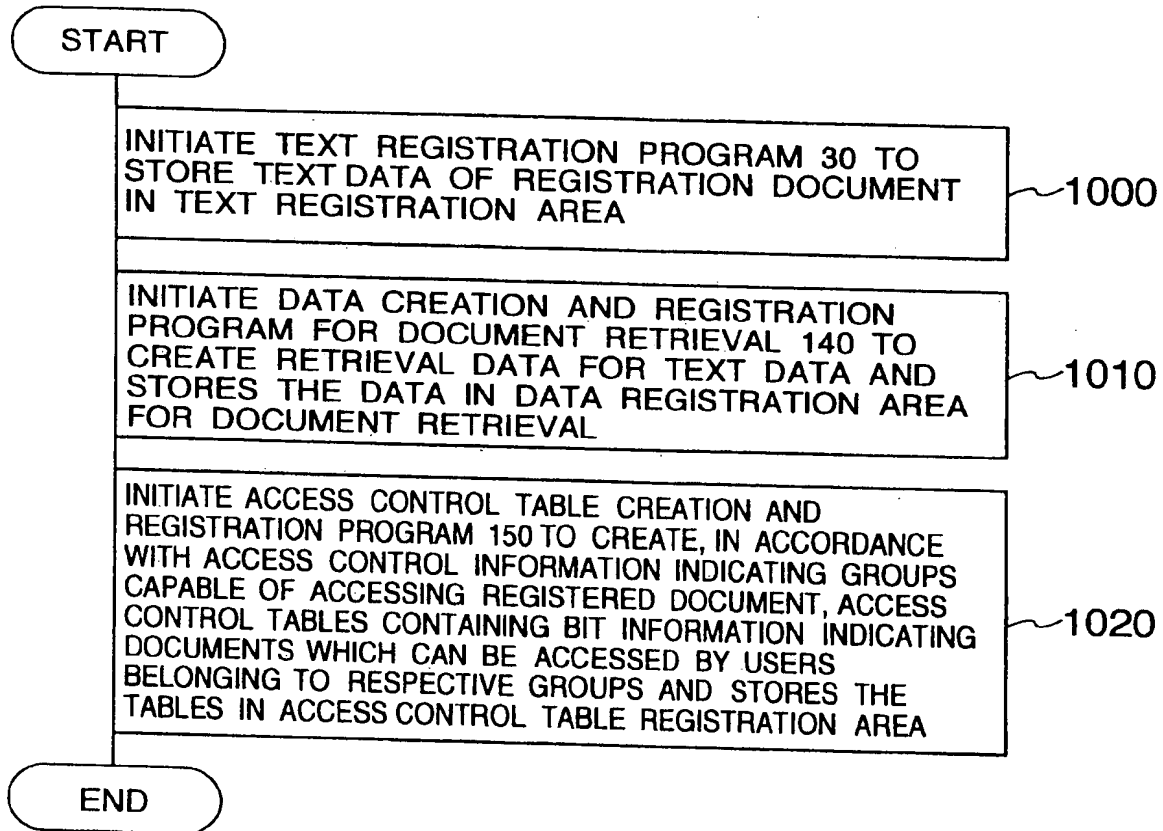 START
INITIATE TEXT REGISTRATION PROGRAM 30 TO
STORE TEXT DATA OF REGISTRATION DOCUMENT
IN TEXT REGISTRATION AREA
1000
INITIATE DATA CREATION AND REGISTRATION
PROGRAM FOR DOCUMENT RETRIEVAL 140 TO
CREATE RETRIEVAL DATA FOR TEXT DATA AND
STORES THE DATA IN DATA REGISTRATION AREA
FOR DOCUMENT RETRIEVAL
1010
INITIATE ACCESS CONTROL TABLE CREATION AND
REGISTRATION PROGRAM 150 TO CREATE, IN ACCORDANCE
WITH ACCESS CONTROL INFORMATION INDICATING GROUPS
CAPABLE OF ACCESSING REGISTERED DOCUMENT, ACCESS
CONTROL TABLES CONTAINING BIT INFORMATION INDICATING
DOCUMENTS WHICH CAN BE ACCESSED BY USERS
BELONGING TO RESPECTIVE GROUPS AND STORES THE
TABLES IN ACCESS CONTROL TABLE REGISTRATION AREA
1020
END